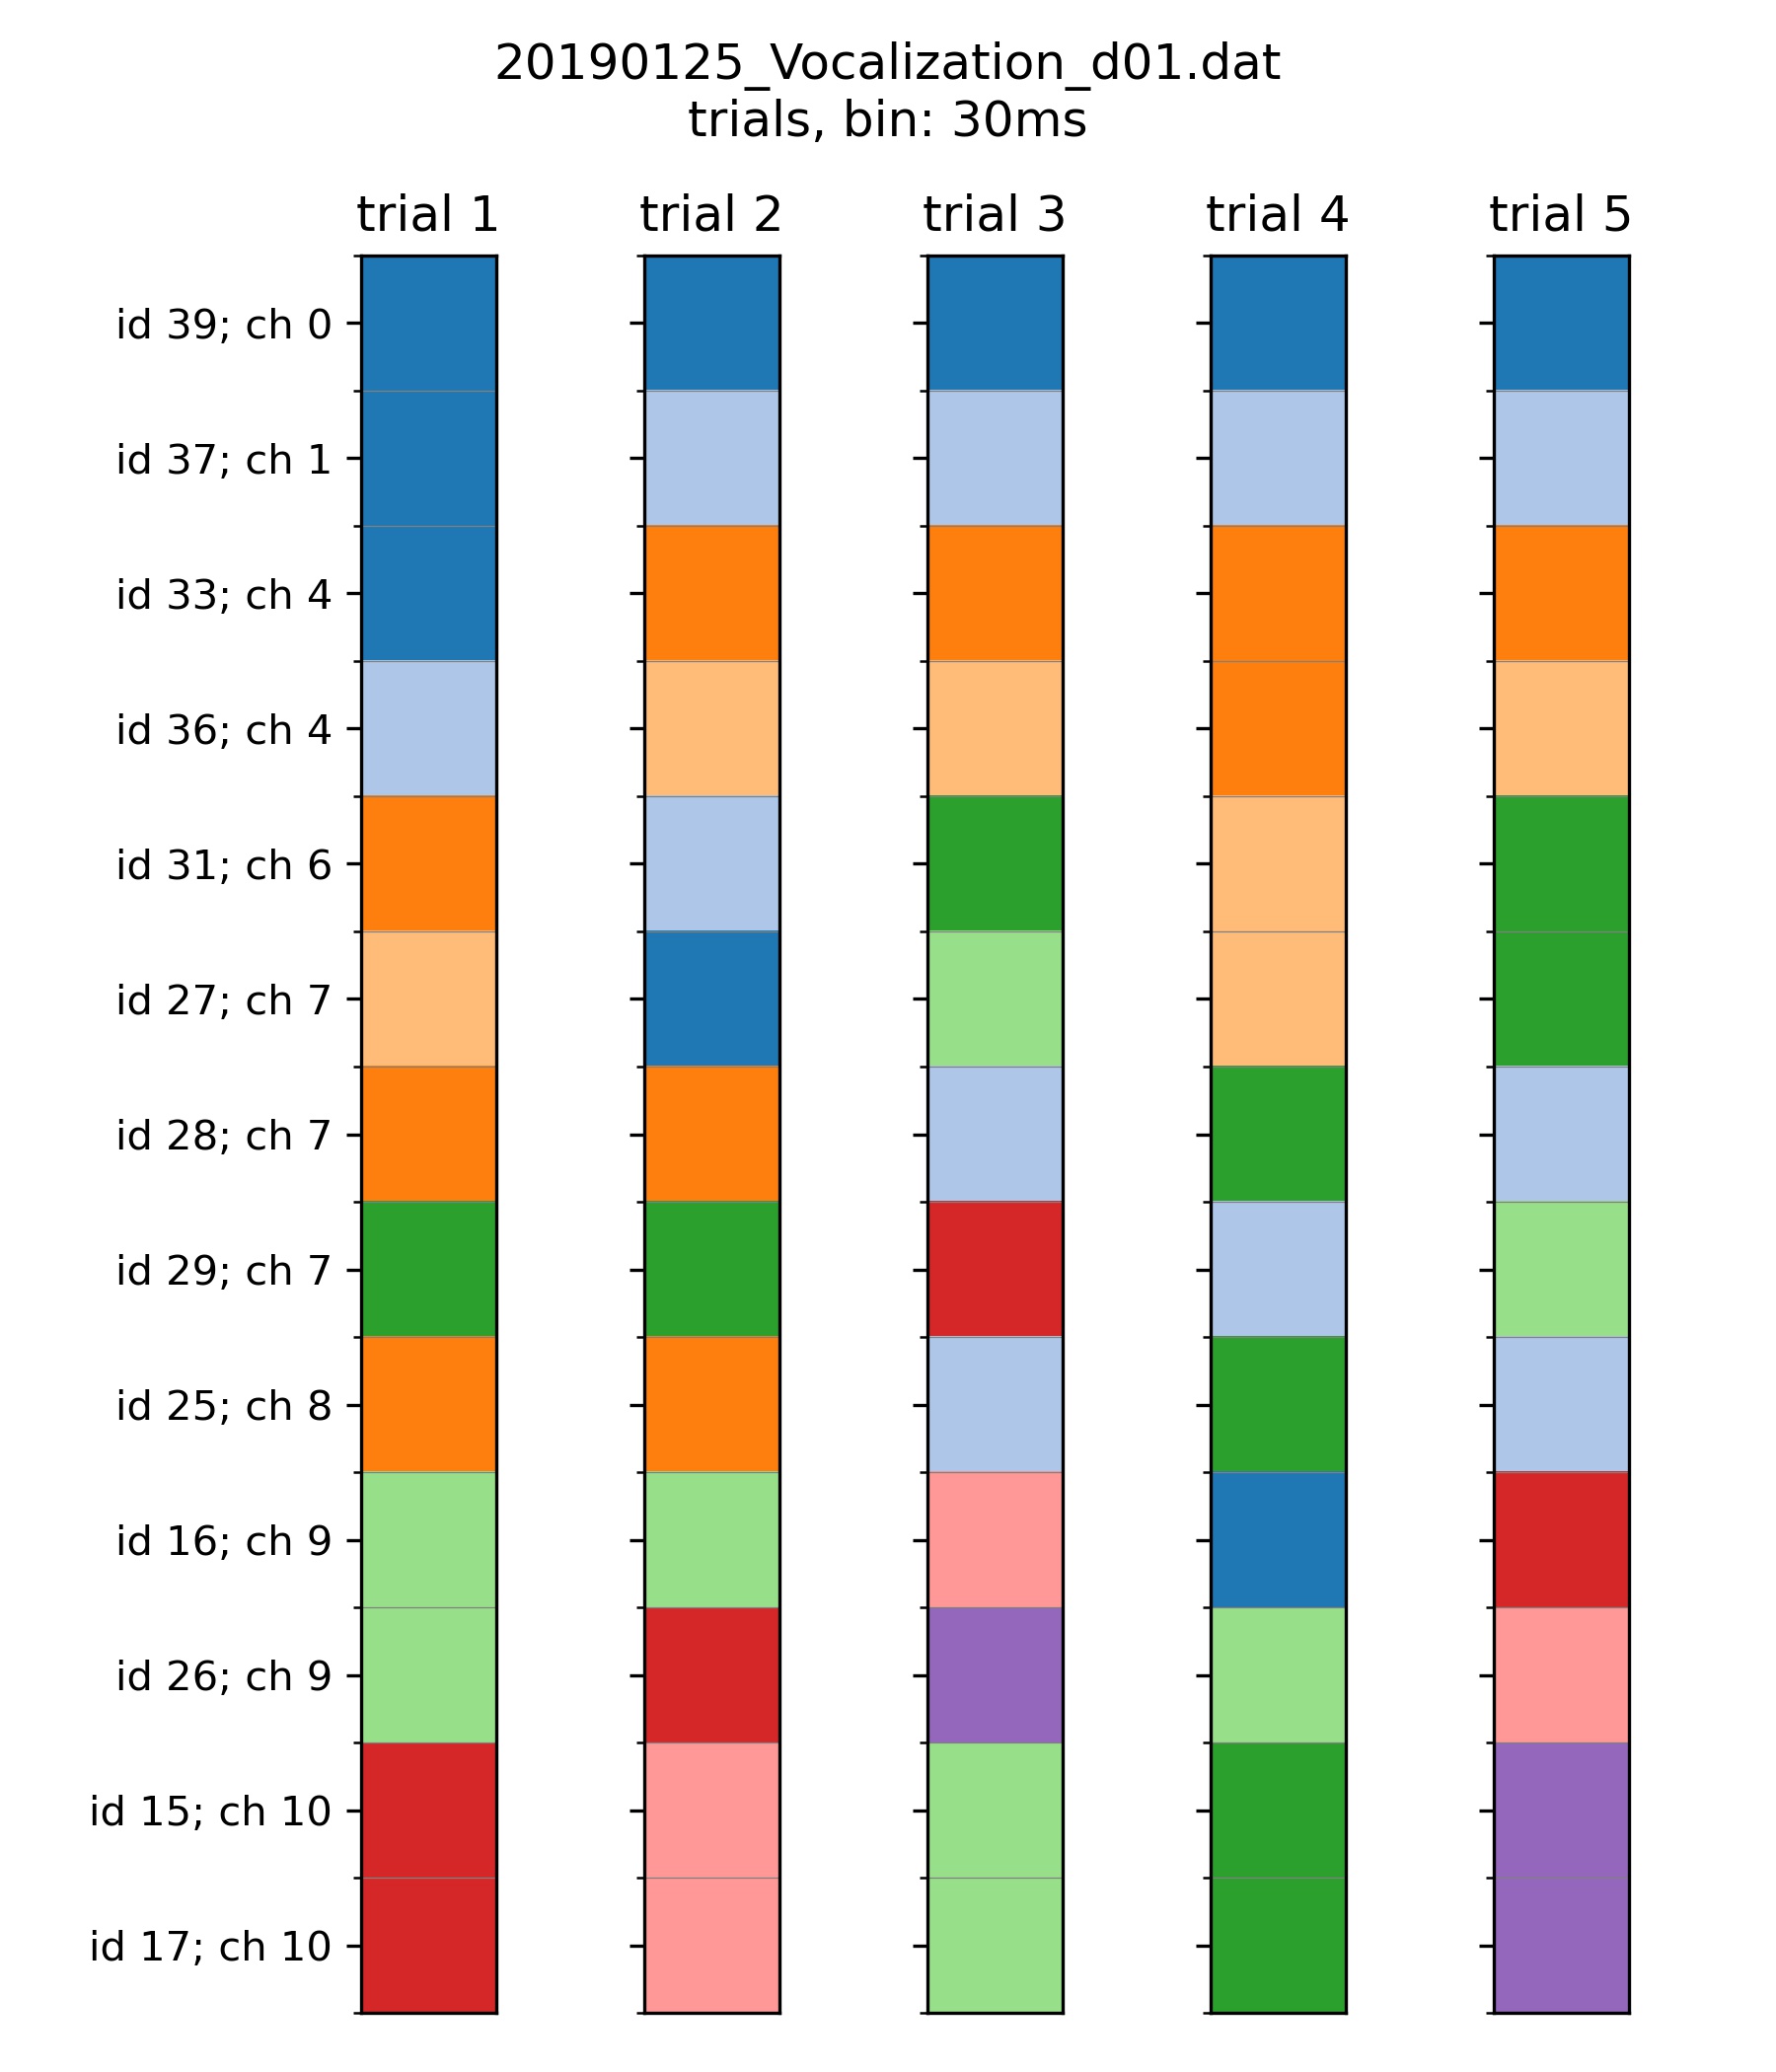 20190125_Vocalization_d01.dat
trials, bin: 30ms
trial 1 trial 2 trial 3 trial 4 trial 5
id 39; ch 0
id 37; ch 1
id 33; ch 4
id 36; ch 4
id 31; ch 6
id 27; ch 7
id 28; ch 7
id 29; ch 7
id 25; ch 8
id 16; ch 9
id 26; ch 9
id 15; ch 10
id 17; ch 10